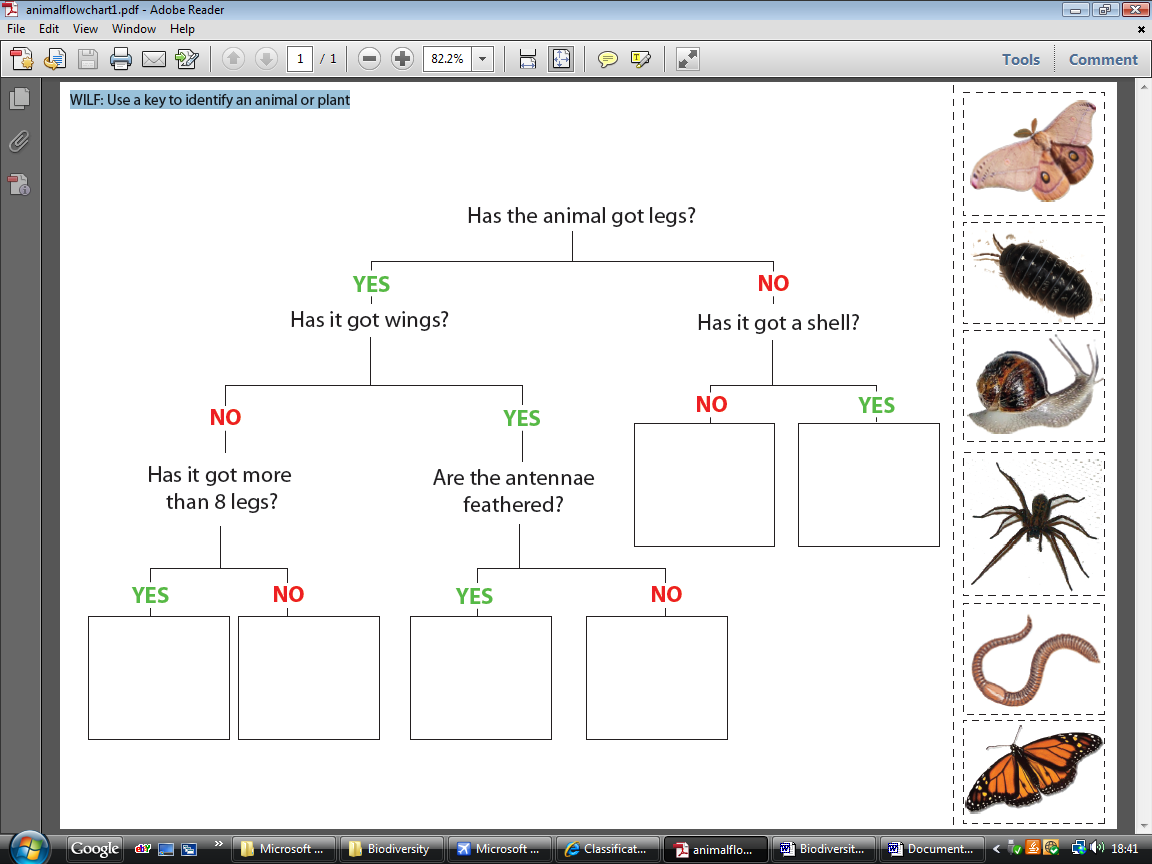 animalflowchart1.pdf - Adobe Reader
File Edit View Window Help
1 / 1 82.2% Tools Comment
WILF: Use a key to identify an animal or plant
Has the animal got legs?
YES NO
Has it got wings? Has it got a shell?
NO YES NO YES
Has it got more
than 8 legs?
Are the antennae
feathered?
YES NO YES NO
Google » Microsoft ... Biodiversity Microsoft ... Classificat... animalflo... Biodiversit... Document... 18:41